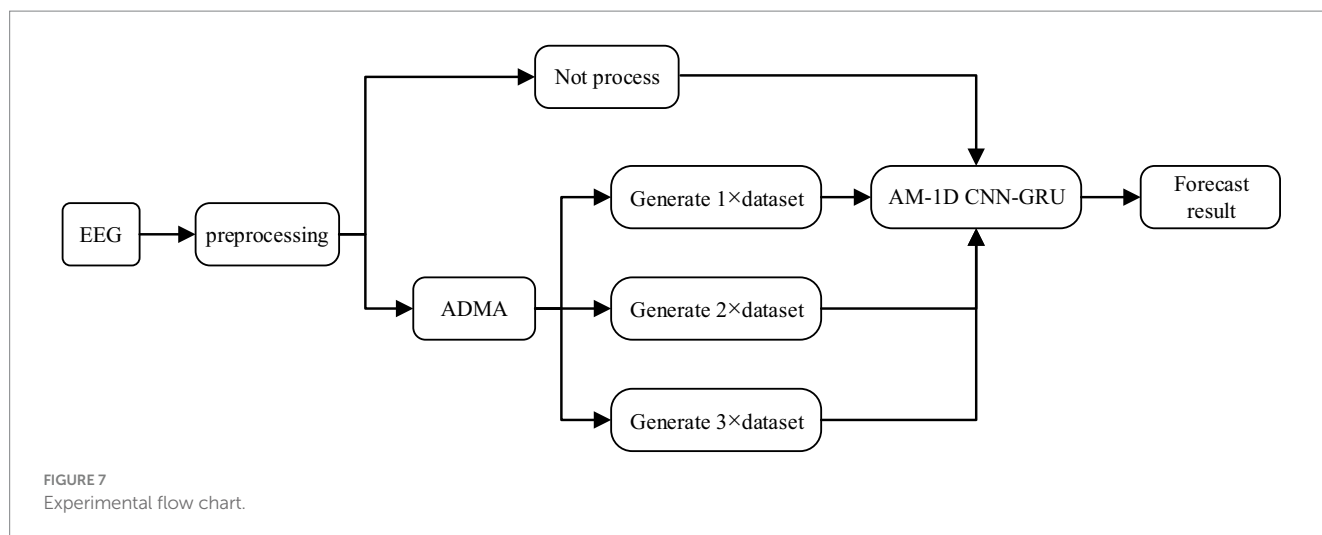 Not process
Generate 1×dataset
AM-1D CNN-GRU
Forecast
result
EEG
preprocessing
ADMA
Generate 2×dataset
Generate 3×dataset
FIGURE 7
Experimental flow chart.